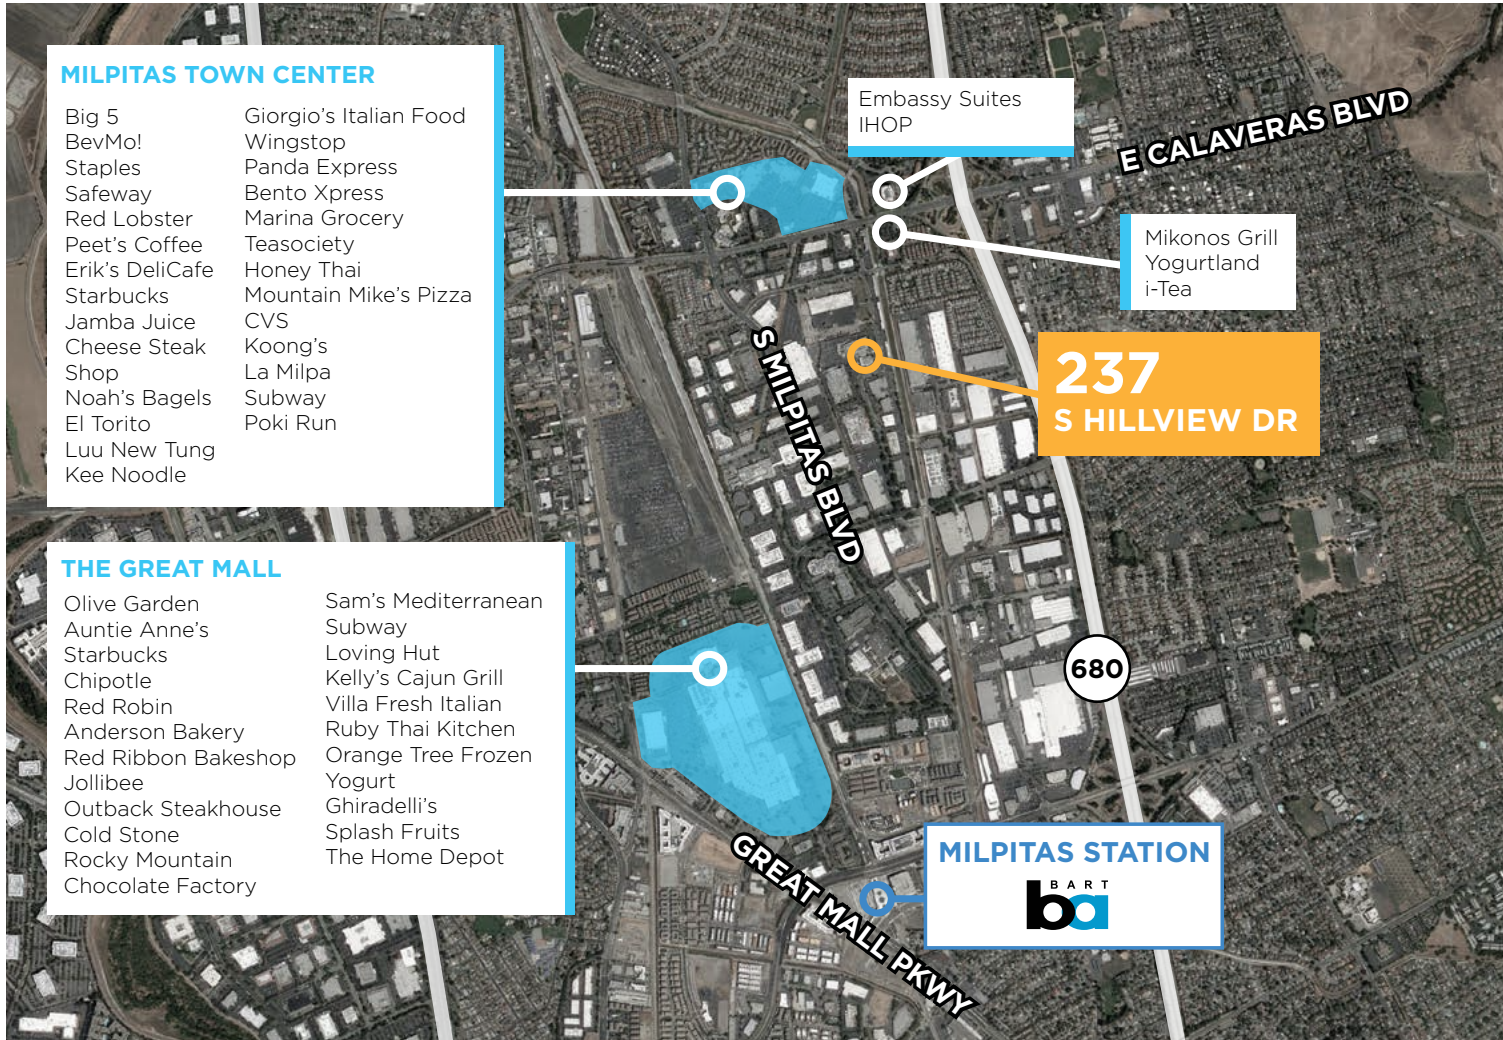 MILPITAS TOWN CENTER
Big 5
BevMo!
Staples
Safeway
Red Lobster
Peet's Coffee
Erik's DeliCafe
Starbucks
Jamba Juice
Cheese Steak
Shop
Noah's Bagels
El Torito
Luu New Tung
Kee Noodle
Giorgio's Italian Food
Wingstop
Panda Express
Bento Xpress
Marina Grocery
Teasociety
Honey Thai
Mountain Mike's Pizza
CVS
Koong's
La Milpa
Subway
Poki Run
Embassy Suites
IHOP
E CALAVERAS BLVD
Mikonos Grill
Yogurtland
i-Tea
237
S HILLVIEW DR
S MILPITAS BLVD
THE GREAT MALL
Olive Garden
Auntie Anne's
Starbucks
Chipotle
Red Robin
Anderson Bakery
Red Ribbon Bakeshop
Jollibee
Outback Steakhouse
Cold Stone
Rocky Mountain
Chocolate Factory
Sam's Mediterranean
Subway
Loving Hut
Kelly's Cajun Grill
Villa Fresh Italian
Ruby Thai Kitchen
Orange Tree Frozen
Yogurt
Ghiradelli's
Splash Fruits
The Home Depot
680
GREAT MALL PKWY
MILPITAS STATION
BART
ba